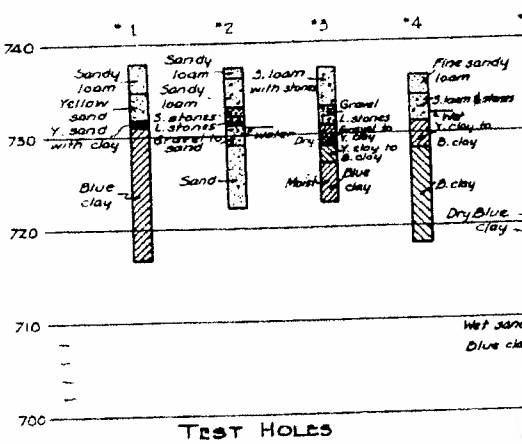 #1 #2 #3 #4
740
730
720
710
700
Sandy
loam
Yellow
sand
Y. sand
with clay
Blue
clay
Sandy
loam
Sandy
loam
S. stones
L. stones
Gravel to
sand
Water
Sand
S. loam
with stones
Gravel
L. stones
Gravel to
Y. clay
Dry
Y. clay to
B. clay
Moist
Blue
clay
Fine sandy
loam
S. loam & stones
Wet
Y. clay to
B. clay
B. clay
Dry Blue
clay
Wet sand
Blue cla
TEST HOLES